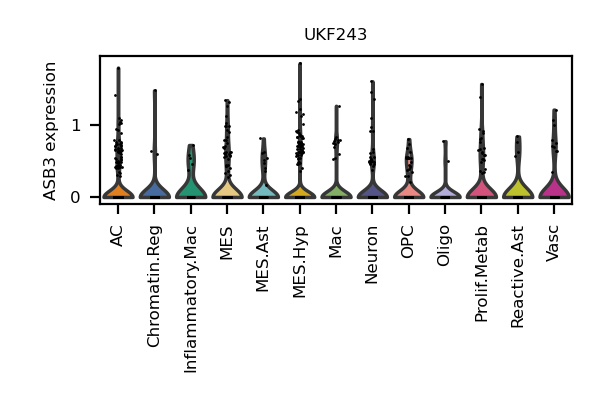 UKF243
ASB3 expression
1
0
AC
Chromatin.Reg
Inflammatory.Mac
MES
MES.Ast
MES.Hyp
Mac
Neuron
OPC
Oligo
Prolif.Metab
Reactive.Ast
Vasc